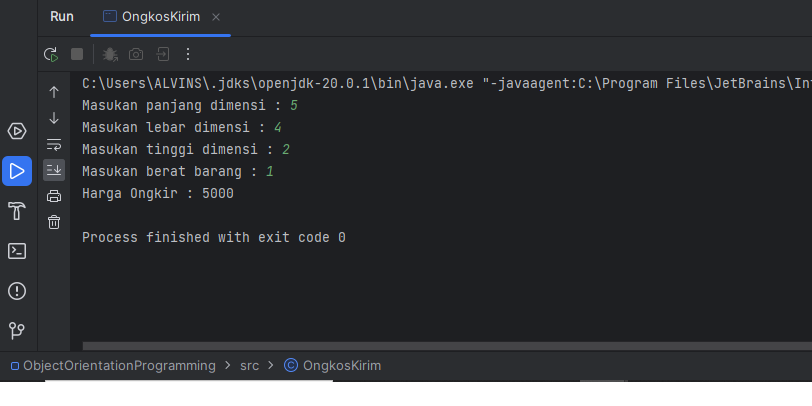 Run OngkosKirim
C:\Users\ALVINS\.jdks\openjdk-20.0.1\bin\java.exe "-javaagent:C:\Program Files\JetBrains\Int
Masukan panjang dimensi : 5
Masukan lebar dimensi : 4
Masukan tinggi dimensi : 2
Masukan berat barang : 1
Harga Ongkir : 5000
Process finished with exit code 0
ObjectOrientationProgramming > src > OngkosKirim